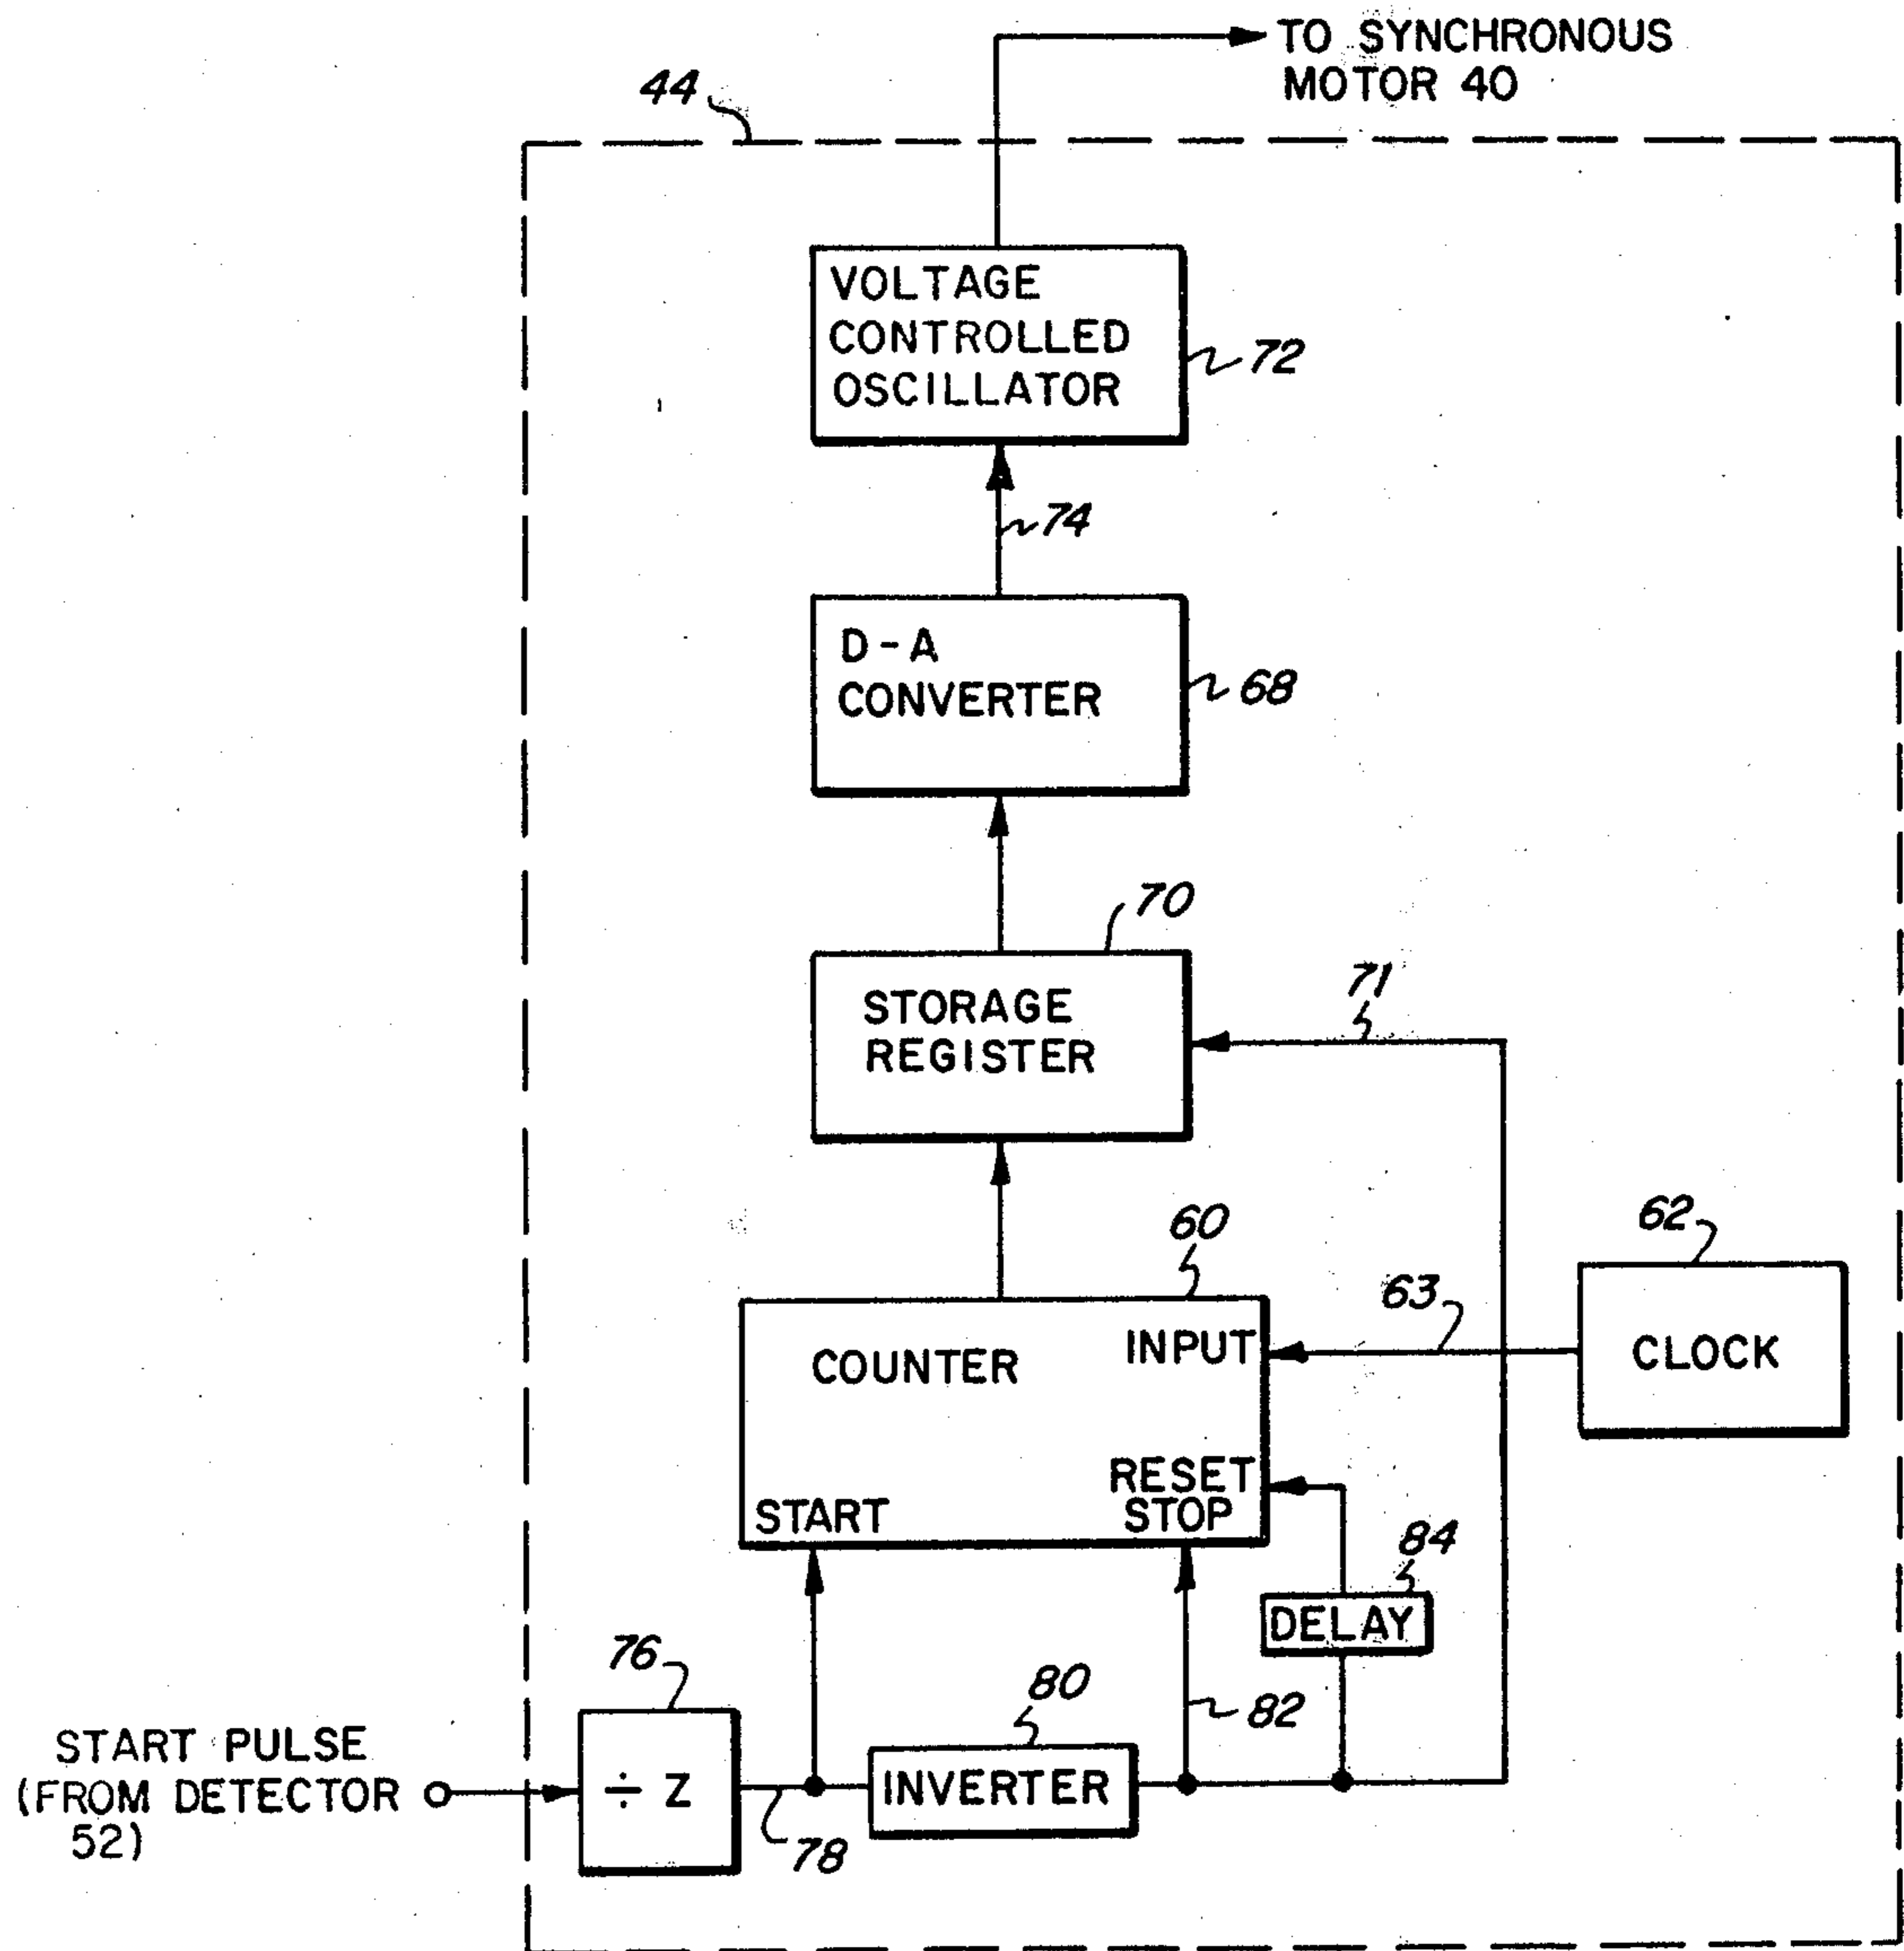 TO SYNCHRONOUS
MOTOR 40
44
VOLTAGE
CONTROLLED
OSCILLATOR
72
74
D-A
CONVERTER
68
70
STORAGE
REGISTER
71
60
62
63
INPUT
COUNTER
CLOCK
RESET
START
STOP
84
DELAY
76
80
82
START PULSE
(FROM DETECTOR
52)
÷ Z
INVERTER
78